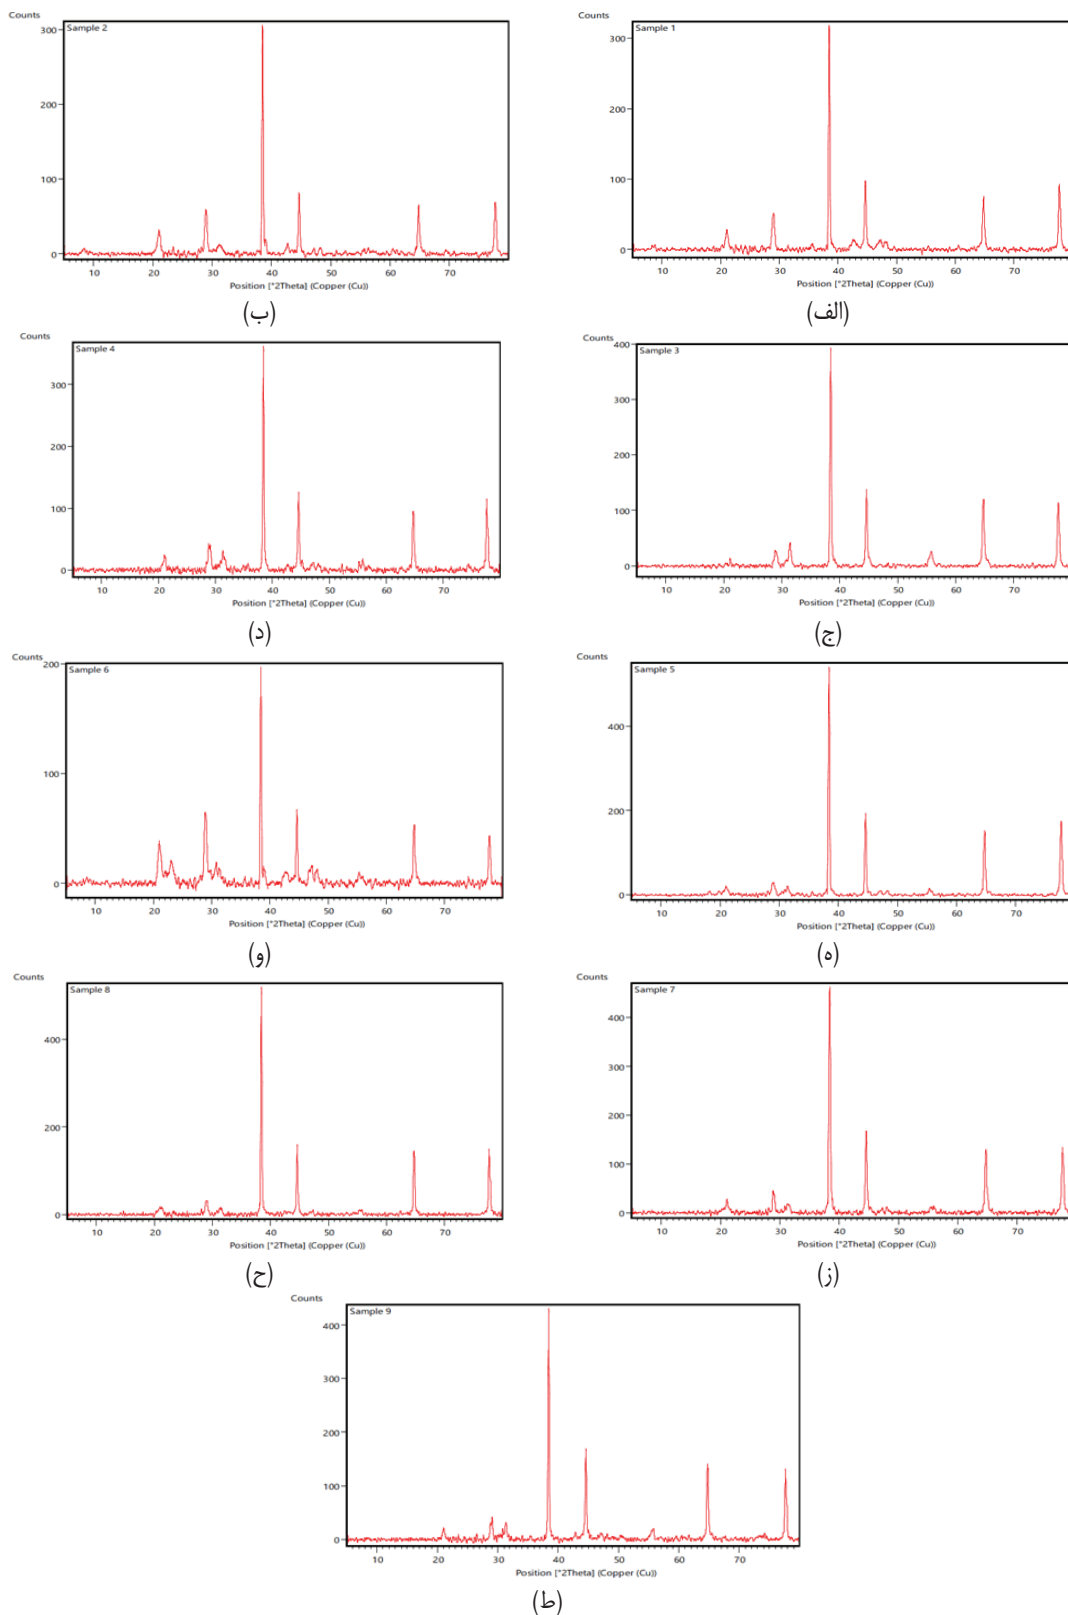 Counts
Sample 1
300
200
100
0
10 20 30 40 50 60 70
Position [°2Theta] (Copper (Cu))
(الف)
Counts
Sample 2
300
200
100
0
10 20 30 40 50 60 70
Position [°2Theta] (Copper (Cu))
(ب)
Counts
400
Sample 3
300
200
100
0
10 20 30 40 50 60 70
Position [°2Theta] (Copper (Cu))
(ج)
Counts
Sample 4
300
200
100
0
10 20 30 40 50 60 70
Position [°2Theta] (Copper (Cu))
(د)
Counts
Sample 5
400
200
0
10 20 30 40 50 60 70
Position [°2Theta] (Copper (Cu))
(ه)
Counts
200
Sample 6
100
0
10 20 30 40 50 60 70
Position [°2Theta] (Copper (Cu))
(و)
Counts
Sample 7
400
300
200
100
0
10 20 30 40 50 60 70
Position [°2Theta] (Copper (Cu))
(ز)
Counts
Sample 8
400
200
0
10 20 30 40 50 60 70
Position [°2Theta] (Copper (Cu))
(ح)
Counts
Sample 9
400
300
200
100
0
10 20 30 40 50 60 70
Position [°2Theta] (Copper (Cu))
(ط)